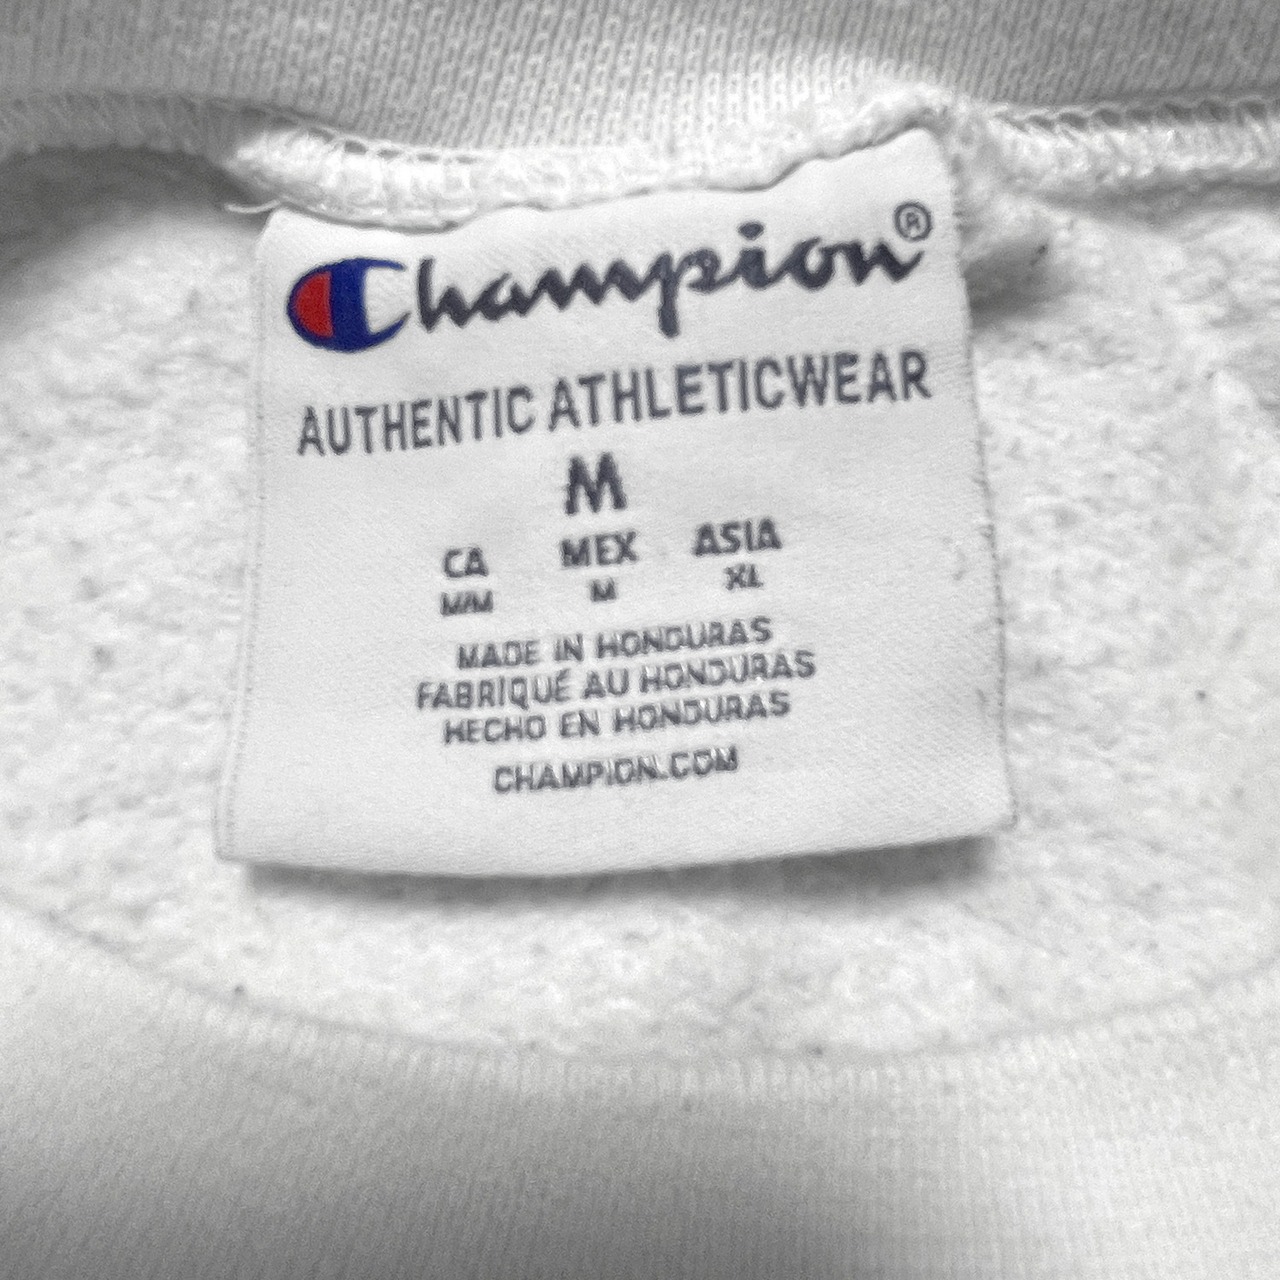 Champion®
AUTHENTIC ATHLETICWEAR
M
CA MEX ASIA
M/M M XL
MADE IN HONDURAS
FABRIQUÉ AU HONDURAS
HECHO EN HONDURAS
CHAMPION.COM